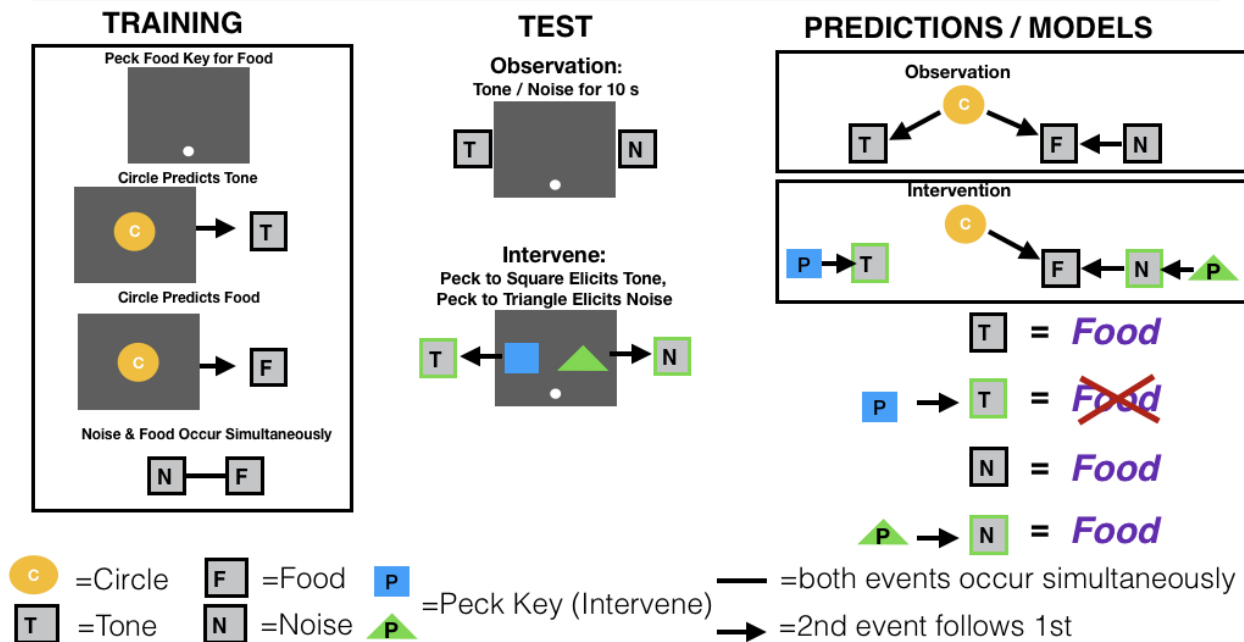 TRAINING
Peck Food Key for Food
Circle Predicts Tone
C
T
Circle Predicts Food
C
F
Noise & Food Occur Simultaneously
N F
TEST
Observation:
Tone / Noise for 10 s
T N
Intervene:
Peck to Square Elicits Tone,
Peck to Triangle Elicits Noise
T N
PREDICTIONS / MODELS
Observation
C
T F N
Intervention
C
P T F N P
T = Food
P T = Food
N = Food
P N = Food
C =Circle F =Food P =Peck Key (Intervene) =both events occur simultaneously
T =Tone N =Noise P =2nd event follows 1st